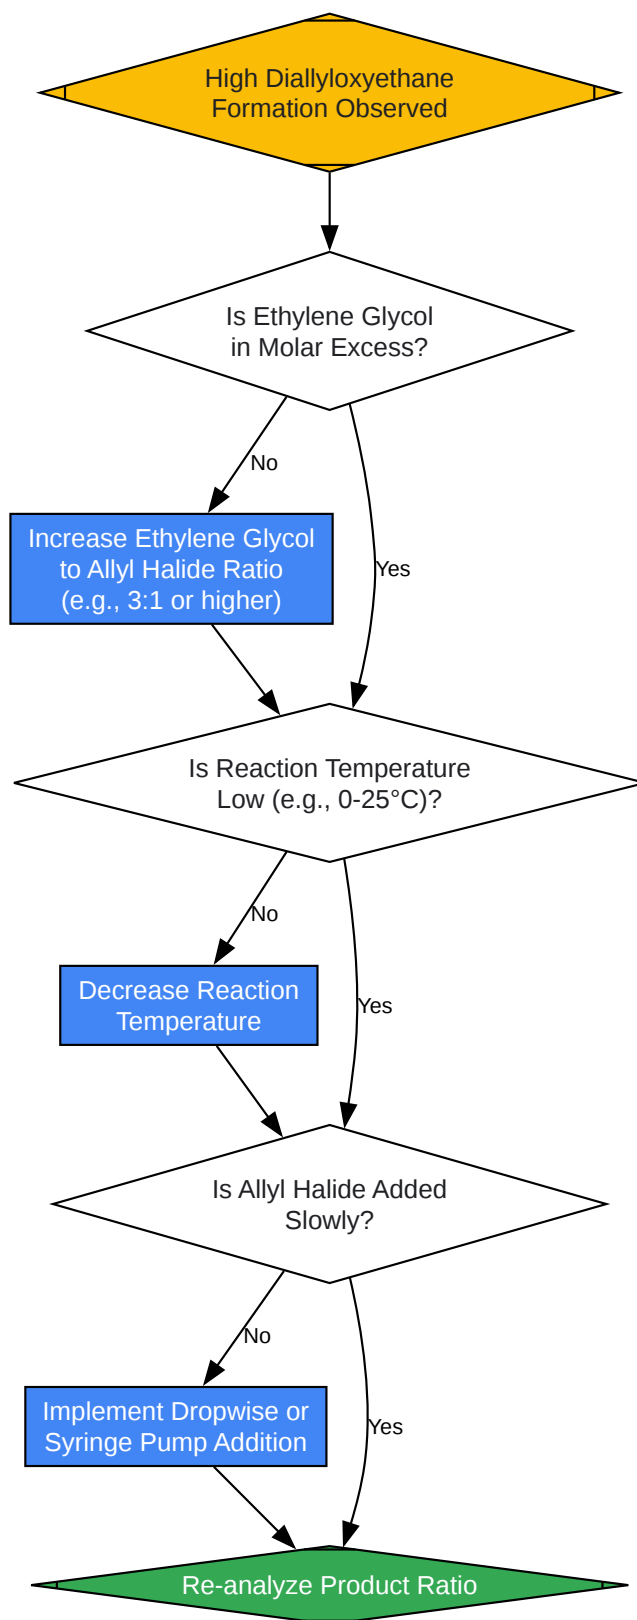 High Diallyloxyethane
Formation Observed
Is Ethylene Glycol
in Molar Excess?
No
Increase Ethylene Glycol
to Allyl Halide Ratio
(e.g., 3:1 or higher)
Yes
Is Reaction Temperature
Low (e.g., 0-25°C)?
No
Decrease Reaction
Temperature
Yes
Is Allyl Halide Added
Slowly?
No
Implement Dropwise or
Syringe Pump Addition
Yes
Re-analyze Product Ratio